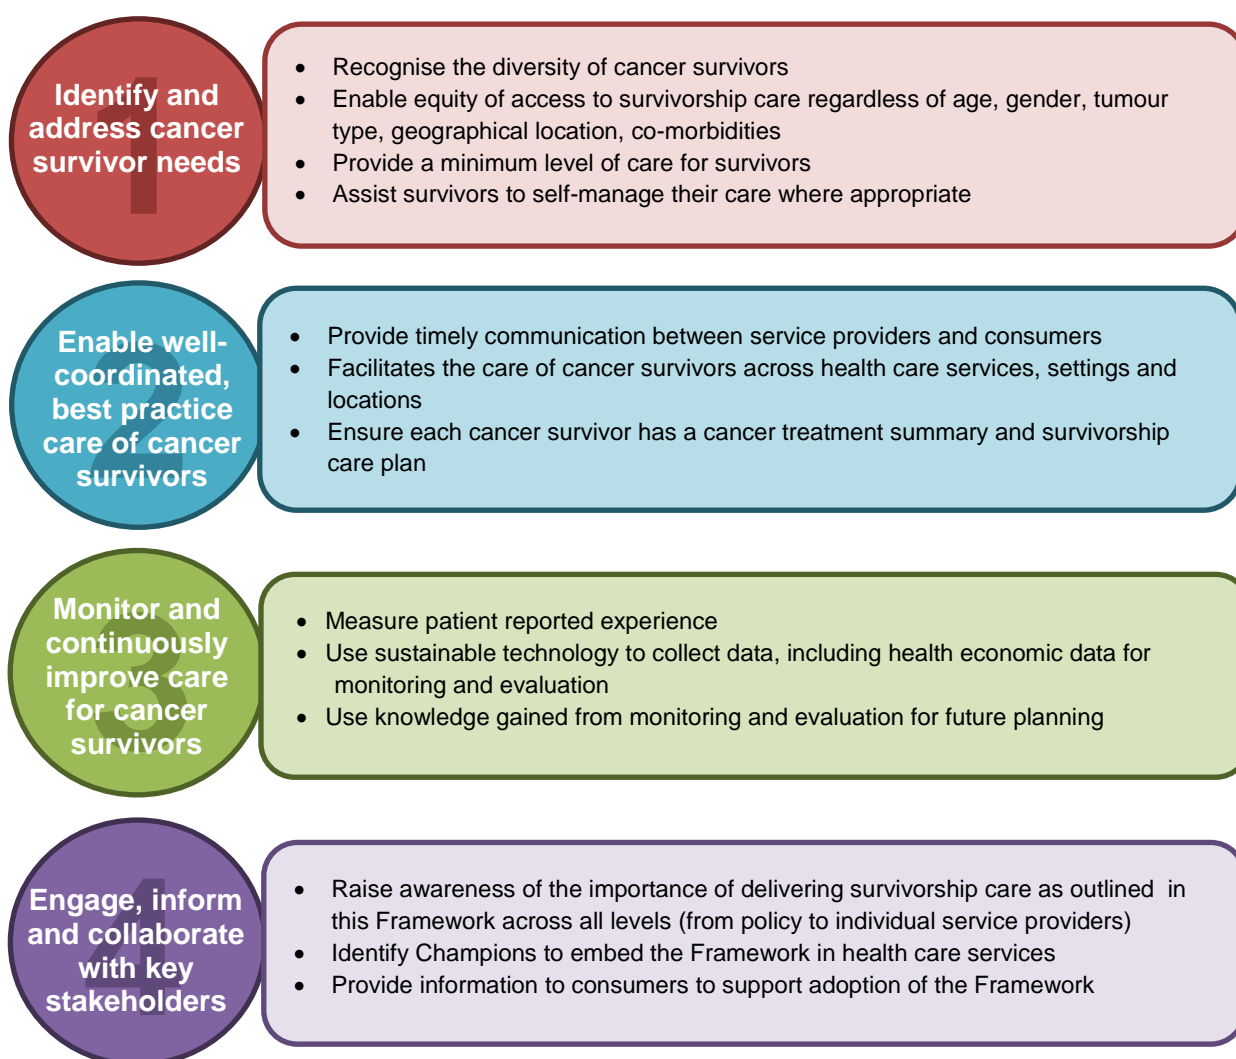 1
Identify and
address cancer
survivor needs
• Recognise the diversity of cancer survivors
• Enable equity of access to survivorship care regardless of age, gender, tumour
type, geographical location, co-morbidities
• Provide a minimum level of care for survivors
• Assist survivors to self-manage their care where appropriate
2
Enable well-
coordinated,
best practice
care of cancer
survivors
• Provide timely communication between service providers and consumers
• Facilitates the care of cancer survivors across health care services, settings and
locations
• Ensure each cancer survivor has a cancer treatment summary and survivorship
care plan
3
Monitor and
continuously
improve care
for cancer
survivors
• Measure patient reported experience
• Use sustainable technology to collect data, including health economic data for
monitoring and evaluation
• Use knowledge gained from monitoring and evaluation for future planning
4
Engage, inform
and collaborate
with key
stakeholders
• Raise awareness of the importance of delivering survivorship care as outlined in
this Framework across all levels (from policy to individual service providers)
• Identify Champions to embed the Framework in health care services
• Provide information to consumers to support adoption of the Framework